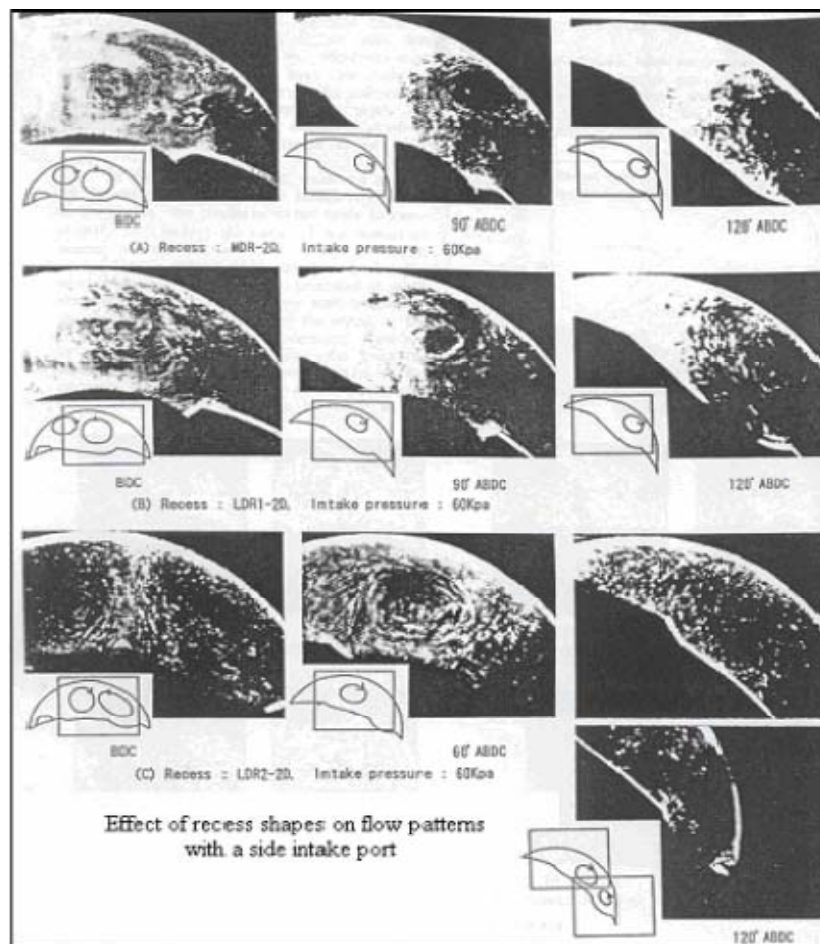 BDC
90° ABDC
120° ABDC
(A) Recess : MDR-2D, Intake pressure : 60Kpa
BDC
90° ABDC
120° ABDC
(B) Recess : LDR1-2D, Imtake pressure : 60Kpa
BDC
60° ABDC
(C) Recess : LDR2-2D, Imtake pressure : 60Kpa
Effect of recess shapes on flow patterns
with a side intake port
120° ABDC